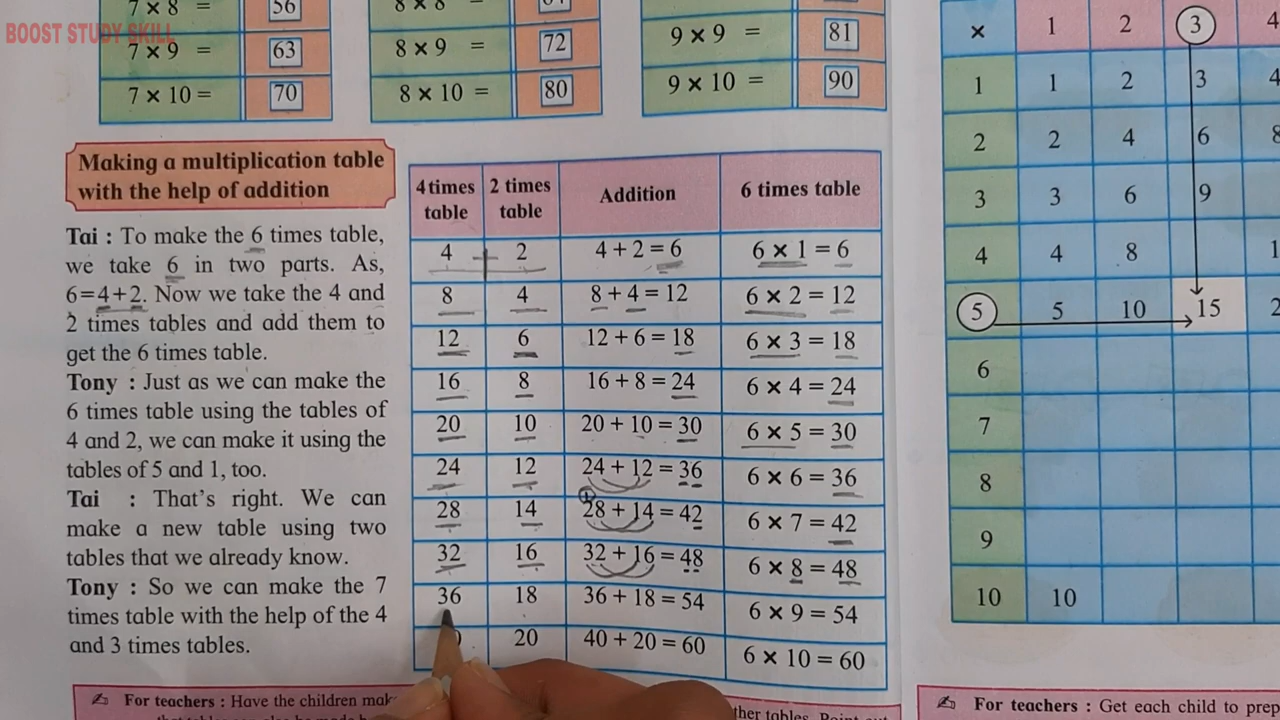 BOOST STUDY SKILL
7 × 8 = 56
7 × 9 = 63
7 × 10 = 70
8 × 9 = 72
8 × 10 = 80
9 × 9 = 81
9 × 10 = 90
Making a multiplication table
with the help of addition
Tai : To make the 6 times table,
we take 6 in two parts. As,
6=4+2. Now we take the 4 and
2 times tables and add them to
get the 6 times table.
Tony : Just as we can make the
6 times table using the tables of
4 and 2, we can make it using the
tables of 5 and 1, too.
Tai : That's right. We can
make a new table using two
tables that we already know.
Tony : So we can make the 7
times table with the help of the 4
and 3 times tables.
4 times table 2 times table Addition 6 times table
4 + 2 4 + 2 = 6 6 × 1 = 6
8 4 8 + 4 = 12 6 × 2 = 12
12 6 12 + 6 = 18 6 × 3 = 18
16 8 16 + 8 = 24 6 × 4 = 24
20 10 20 + 10 = 30 6 × 5 = 30
24 12 24 + 12 = 36 6 × 6 = 36
28 14 28 + 14 = 42 6 × 7 = 42
32 16 32 + 16 = 48 6 × 8 = 48
36 18 36 + 18 = 54 6 × 9 = 54
20 40 + 20 = 60 6 × 10 = 60
For teachers : Have the children
× 1 2 3 4
1 1 2 3 4
2 2 4 6 8
3 3 6 9
4 4 8 1
5 5 10 15 2
6
7
8
9
10 10
For teachers : Get each child to